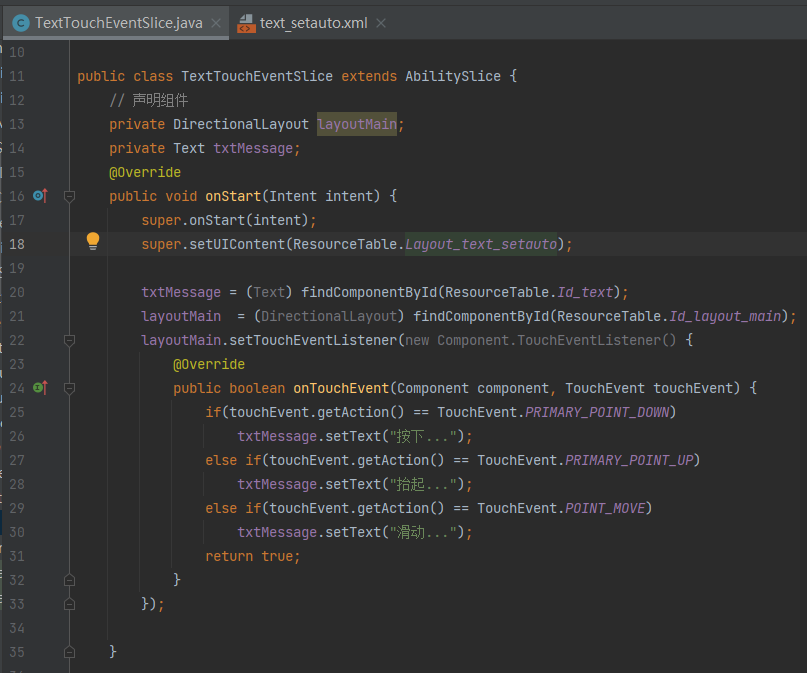 TextTouchEventSlice.java
text_setauto.xml
10
11 public class TextTouchEventSlice extends AbilitySlice {
12 // 声明组件
13 private DirectionalLayout layoutMain;
14 private Text txtMessage;
15 @Override
16 public void onStart(Intent intent) {
17 super.onStart(intent);
18 super.setUIContent(ResourceTable.Layout_text_setauto);
19
20 txtMessage = (Text) findComponentById(ResourceTable.Id_text);
21 layoutMain  = (DirectionalLayout) findComponentById(ResourceTable.Id_layout_main);
22 layoutMain.setTouchEventListener(new Component.TouchEventListener() {
23 @Override
24 public boolean onTouchEvent(Component component, TouchEvent touchEvent) {
25 if(touchEvent.getAction() == TouchEvent.PRIMARY_POINT_DOWN)
26 txtMessage.setText("按下...");
27 else if(touchEvent.getAction() == TouchEvent.PRIMARY_POINT_UP)
28 txtMessage.setText("抬起...");
29 else if(touchEvent.getAction() == TouchEvent.POINT_MOVE)
30 txtMessage.setText("滑动...");
31 return true;
32 }
33 });
34
35 }